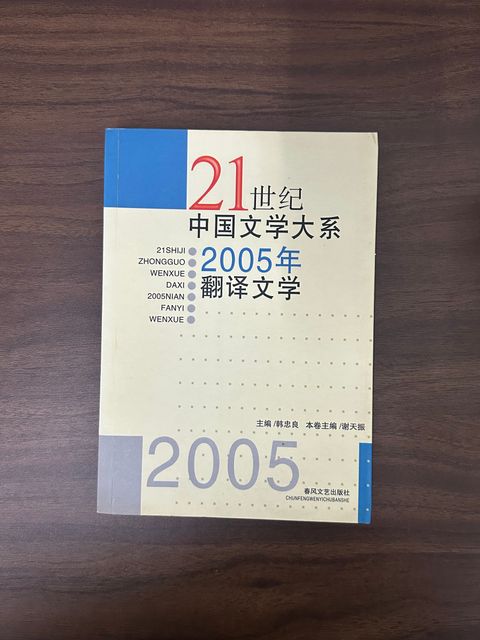 21世纪
中国文学大系
2005年
翻译文学
21SHIJI
ZHONGGUO
WENXUE
DAXI
2005NIAN
FANYI
WENXUE
主编/韩忠良 本卷主编/谢天振
2005
春风文艺出版社
CHUNFENGWENYICHUBANSHE